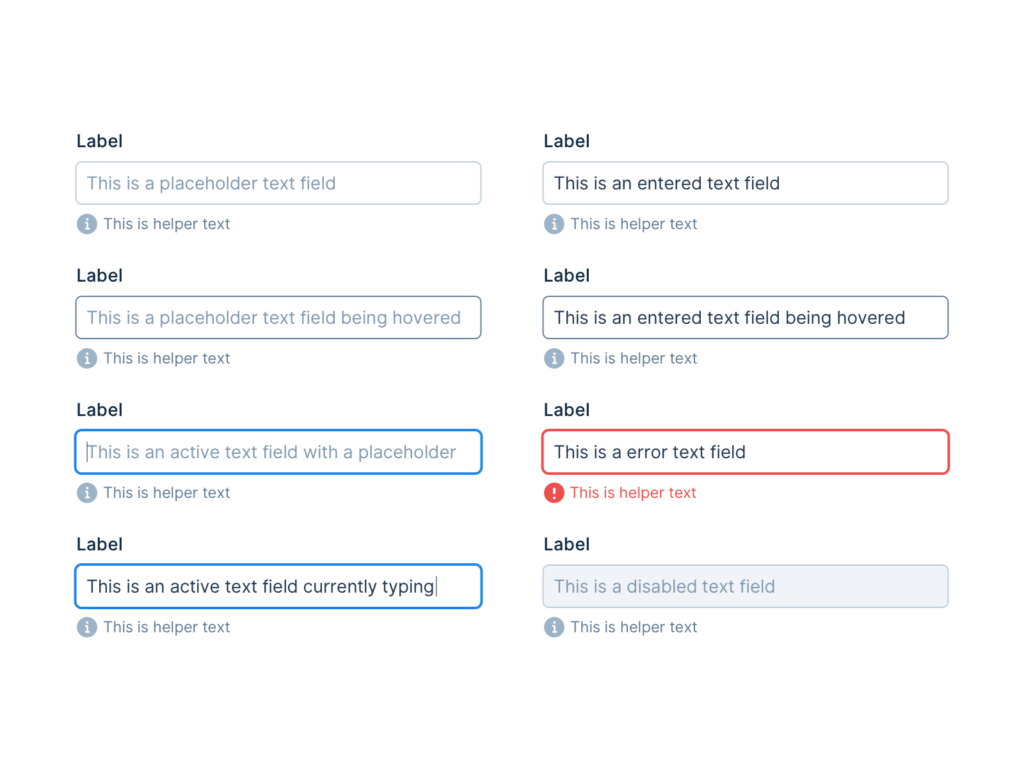 Label
This is a placeholder text field
This is helper text
Label
This is a placeholder text field being hovered
This is helper text
Label
This is an active text field with a placeholder
This is helper text
Label
This is an active text field currently typing
This is helper text
Label
This is an entered text field
This is helper text
Label
This is an entered text field being hovered
This is helper text
Label
This is a error text field
This is helper text
Label
This is a disabled text field
This is helper text